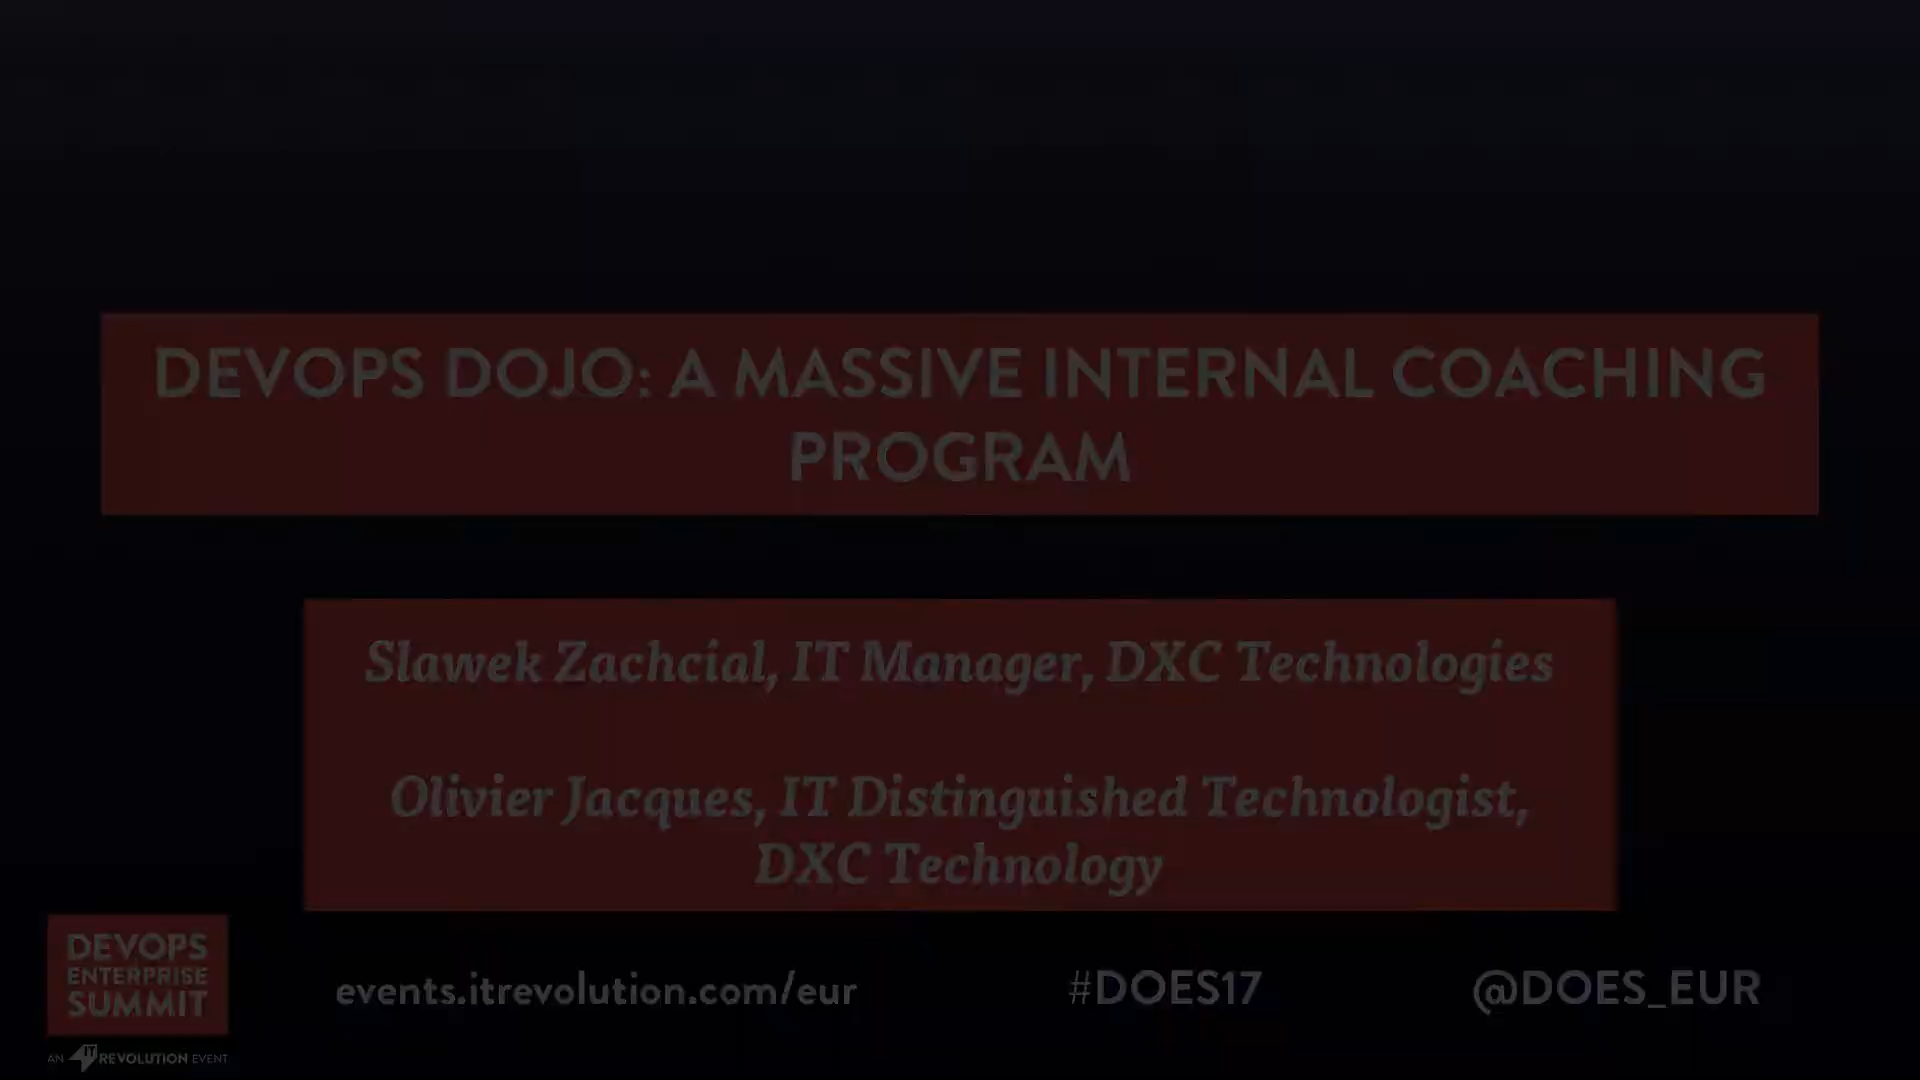 DEVOPS DOJO: A MASSIVE INTERNAL COACHING
PROGRAM
Slawek Zachcial, IT Manager, DXC Technologies
Olivier Jacques, IT Distinguished Technologist,
DXC Technology
DEVOPS
ENTERPRISE
SUMMIT
AN IT REVOLUTION EVENT
events.itrevolution.com/eur
#DOES17
@DOES_EUR